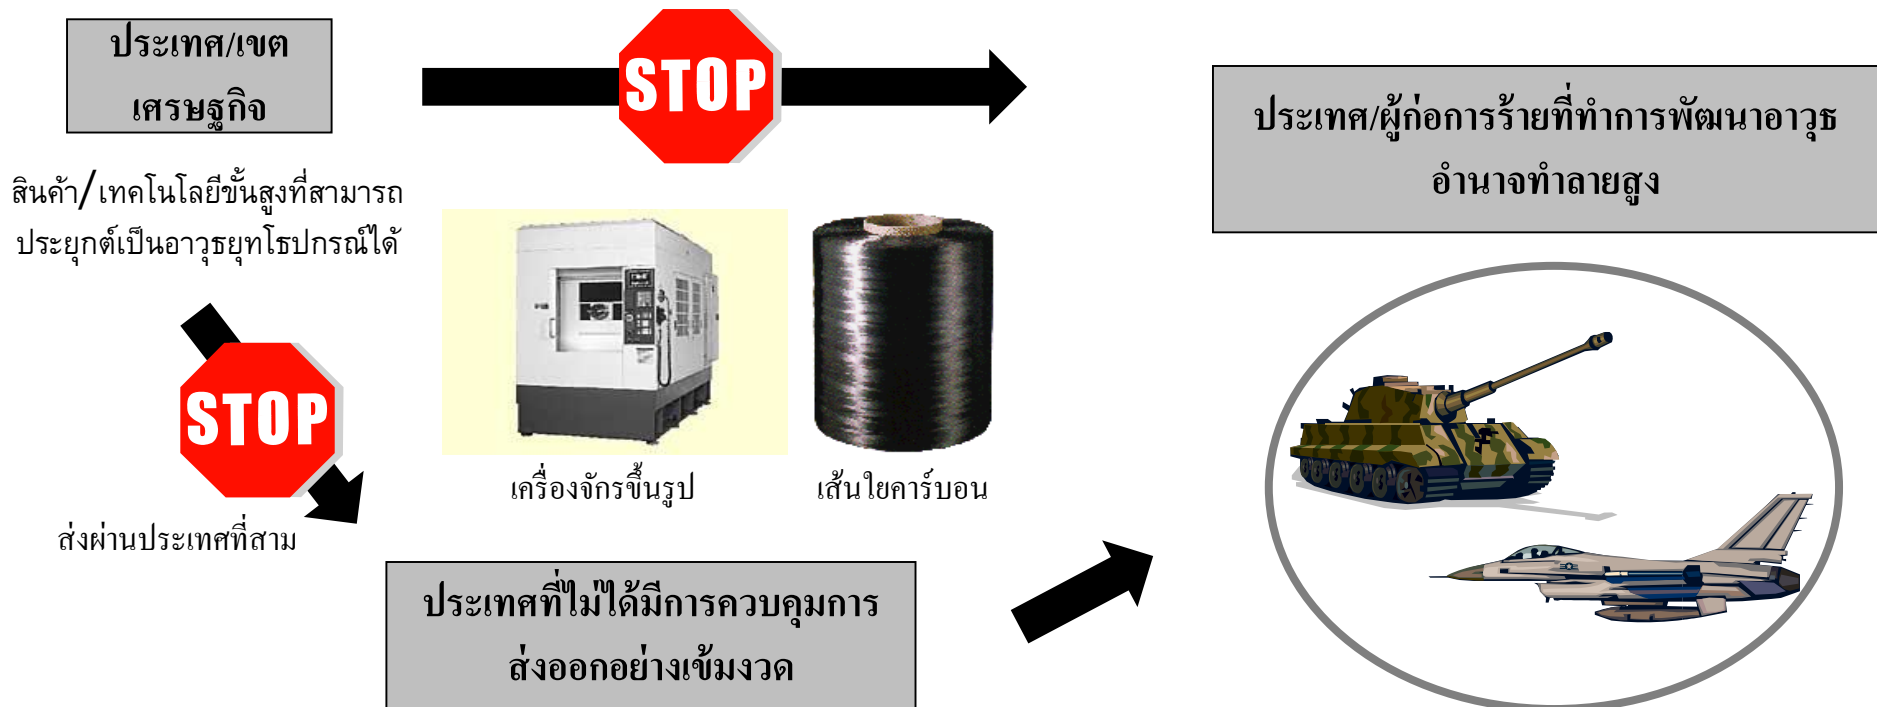 ประเทศ/เขต
เศรษฐกิจ
STOP
ประเทศ/ผู้ก่อการร้ายที่ทำการพัฒนาอาวุธ
อำนาจทำลายสูง
สินค้า/เทคโนโลยีขั้นสูงที่สามารถ
ประยุกต์เป็นอาวุธยุทโธปกรณ์ได้
STOP
เครื่องจักรขึ้นรูป
เส้นใยคาร์บอน
ส่งผ่านประเทศที่สาม
ประเทศที่ไม่ได้มีการควบคุมการ
ส่งออกอย่างเข้มงวด